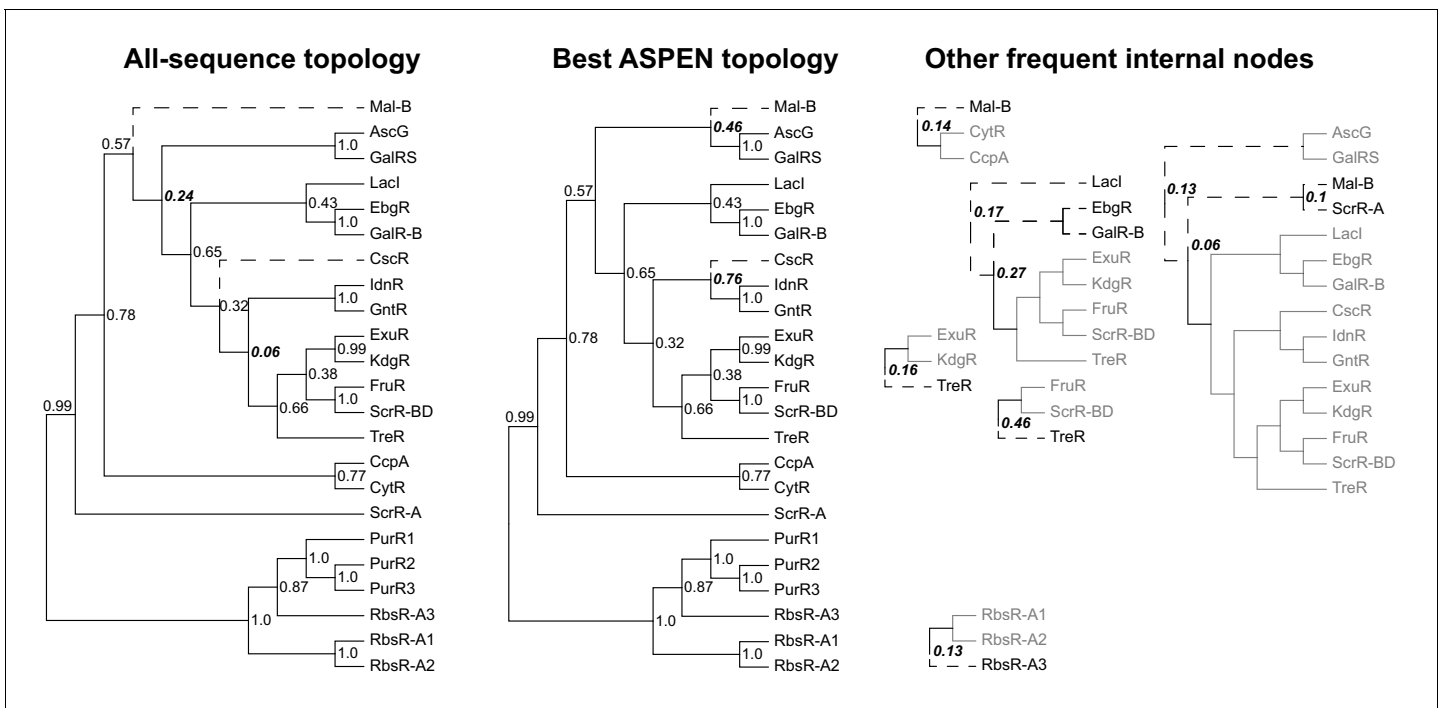 All-sequence topology
Mal-B
AscG
0.57
1.0
GalRS
LacI
0.24
0.43
EbgR
1.0
GalR-B
0.65
CscR
IdnR
0.32
1.0
GntR
0.78
ExuR
0.06
0.99
KdgR
0.38
FruR
1.0
0.99
0.66
ScrR-BD
TreR
CcpA
0.77
CytR
ScrR-A
PurR1
1.0
PurR2
1.0
0.87
PurR3
RbsR-A3
1.0
RbsR-A1
1.0
RbsR-A2
Best ASPEN topology
Mal-B
0.46
AscG
1.0
GalRS
LacI
0.57
0.43
EbgR
1.0
GalR-B
CscR
0.65
0.76
IdnR
1.0
GntR
ExuR
0.78
0.32
0.99
KdgR
0.38
FruR
1.0
0.99
0.66
ScrR-BD
TreR
CcpA
0.77
CytR
ScrR-A
PurR1
1.0
PurR2
1.0
0.87
PurR3
RbsR-A3
1.0
RbsR-A1
1.0
RbsR-A2
Other frequent internal nodes
Mal-B
0.14
CytR
CcpA
LacI
0.17
EbgR
GalR-B
ExuR
0.27
KdgR
FruR
ScrR-BD
TreR
ExuR
KdgR
0.16
TreR
FruR
ScrR-BD
0.46
TreR
AscG
GalRS
0.13
Mal-B
0.1
ScrR-A
LacI
0.06
EbgR
GalR-B
CscR
IdnR
GntR
ExuR
KdgR
FruR
ScrR-BD
TreR
RbsR-A1
RbsR-A2
0.13
RbsR-A3